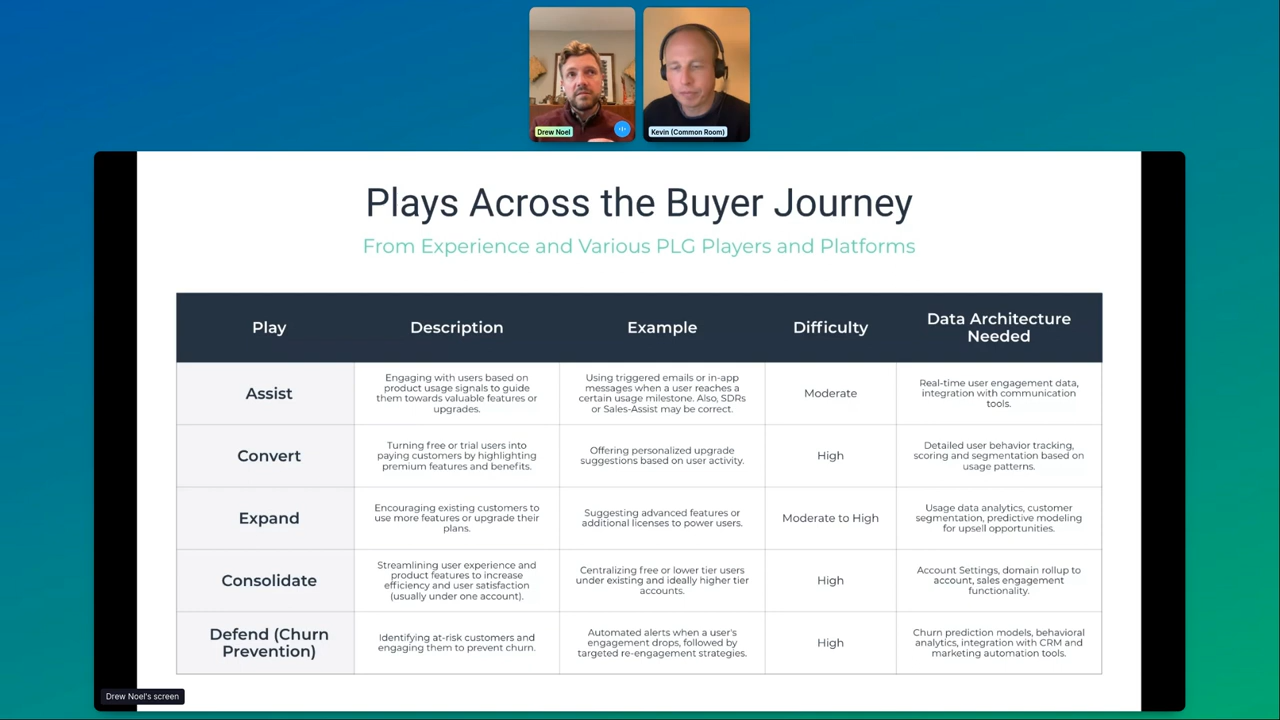 Drew Noel
Kevin (Common Room)
Plays Across the Buyer Journey
From Experience and Various PLG Players and Platforms
Play
Description
Example
Difficulty
Data Architecture
Needed
Assist
Engaging with users based on
product usage signals to guide
them towards valuable features or
upgrades.
Using triggered emails or in-app
messages when a user reaches a
certain usage milestone. Also, SDRs
or Sales-Assist may be correct.
Moderate
Real-time user engagement data,
integration with communication
tools.
Convert
Turning free or trial users into
paying customers by highlighting
premium features and benefits.
Offering personalized upgrade
suggestions based on user activity.
High
Detailed user behavior tracking,
scoring and segmentation based on
usage patterns.
Expand
Encouraging existing customers to
use more features or upgrade their
plans.
Suggesting advanced features or
additional licenses to power users.
Moderate to High
Usage data analytics, customer
segmentation, predictive modeling
for upsell opportunities.
Consolidate
Streamlining user experience and
product features to increase
efficiency and user satisfaction
(usually under one account).
Centralizing free or lower tier users
under existing and ideally higher tier
accounts.
High
Account Settings, domain rollup to
account, sales engagement
functionality.
Defend (Churn
Prevention)
Identifying at-risk customers and
engaging them to prevent churn.
Automated alerts when a user's
engagement drops, followed by
targeted re-engagement strategies.
High
Churn prediction models, behavioral
analytics, integration with CRM and
marketing automation tools.
Drew Noel's screen